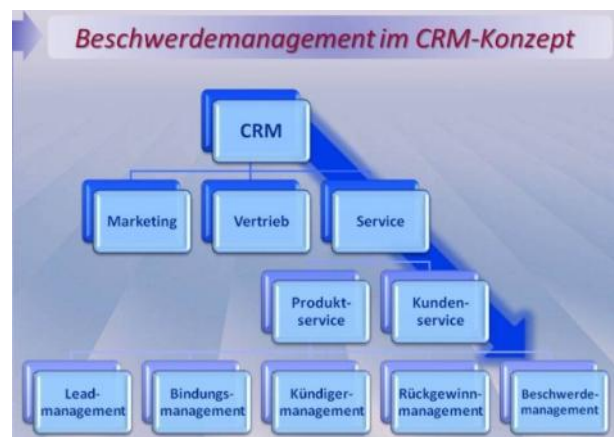 Beschwerdemanagement im CRM-Konzept
CRM
Marketing
Vertrieb
Service
Produkt-
service
Kunden-
service
Lead-
management
Bindungs-
management
Kündiger-
management
Rückgewinn-
management
Beschwerde-
management